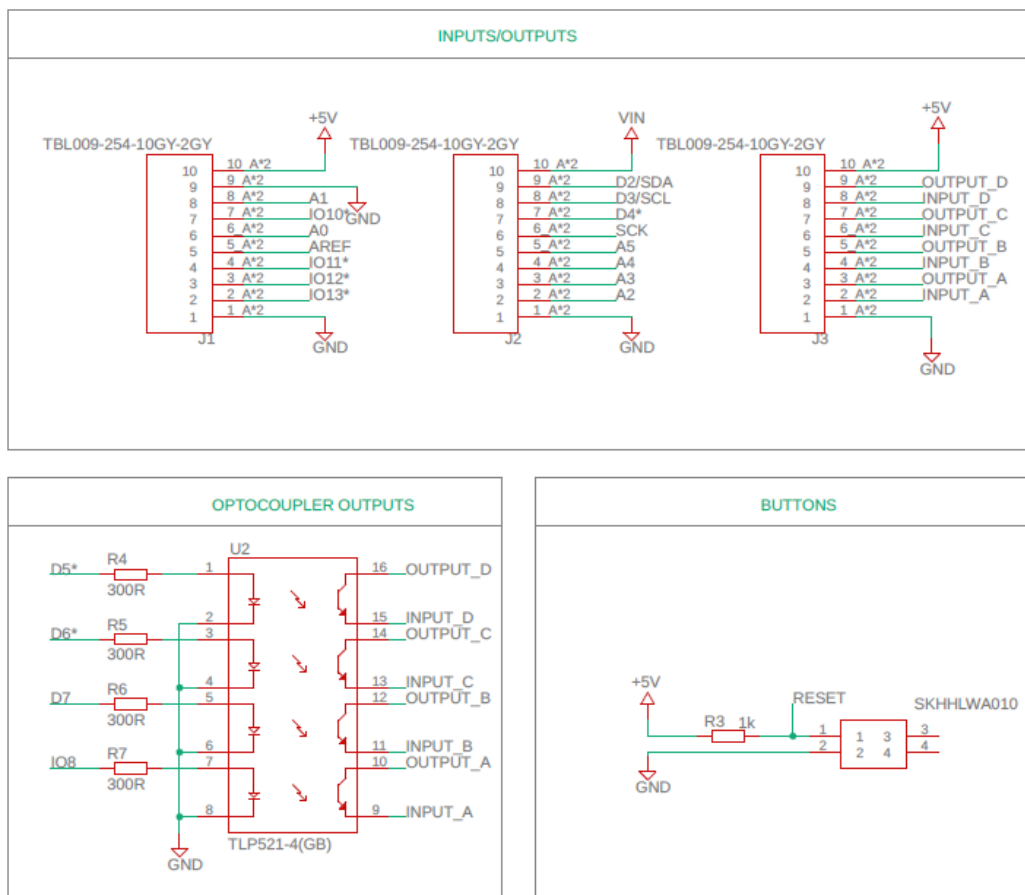 INPUTS/OUTPUTS
+5V
VIN
+5V
TBL009-254-10GY-2GY
TBL009-254-10GY-2GY
TBL009-254-10GY-2GY
10 10 A*2
9 9 A*2
8 8 A*2 A1
7 7 A*2 IO10*
GND
6 6 A*2 A0
5 5 A*2 AREF
4 4 A*2 IO11*
3 3 A*2 IO12*
2 2 A*2 IO13*
1 1 A*2
J1
GND
10 10 A*2
9 9 A*2 D2/SDA
8 8 A*2 D3/SCL
7 7 A*2 D4*
6 6 A*2 SCK
5 5 A*2 A5
4 4 A*2 A4
3 3 A*2 A3
2 2 A*2 A2
1 1 A*2
J2
GND
10 10 A*2
9 9 A*2 OUTPUT_D
8 8 A*2 INPUT_D
7 7 A*2 OUTPUT_C
6 6 A*2 INPUT_C
5 5 A*2 OUTPUT_B
4 4 A*2 INPUT_B
3 3 A*2 OUTPUT_A
2 2 A*2 INPUT_A
1 1 A*2
J3
GND
OPTOCOUPLER OUTPUTS
U2
D5* R4 1 16 OUTPUT_D
300R
2 15 INPUT_D
D6* R5 3 14 OUTPUT_C
300R
4 13 INPUT_C
D7 R6 5 12 OUTPUT_B
300R
6 11 INPUT_B
IO8 R7 7 10 OUTPUT_A
300R
8 9 INPUT_A
TLP521-4(GB)
GND
BUTTONS
+5V
RESET
SKHHLWA010
R3 1k
1 1 3 3
2 2 4 4
GND